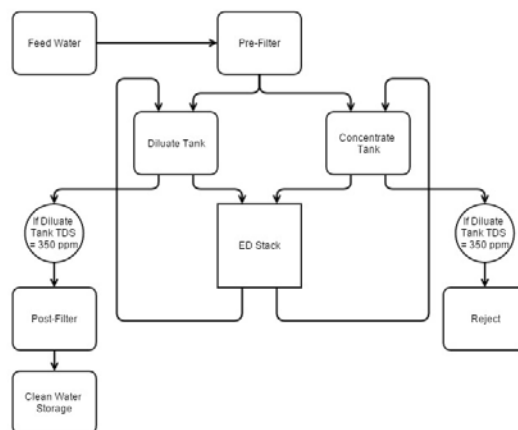 Feed Water
Pre-Filter
Diluate Tank
Concentrate
Tank
If Diluate
Tank TDS
= 350 ppm
ED Stack
If Diluate
Tank TDS
= 350 ppm
Post-Filter
Reject
Clean Water
Storage